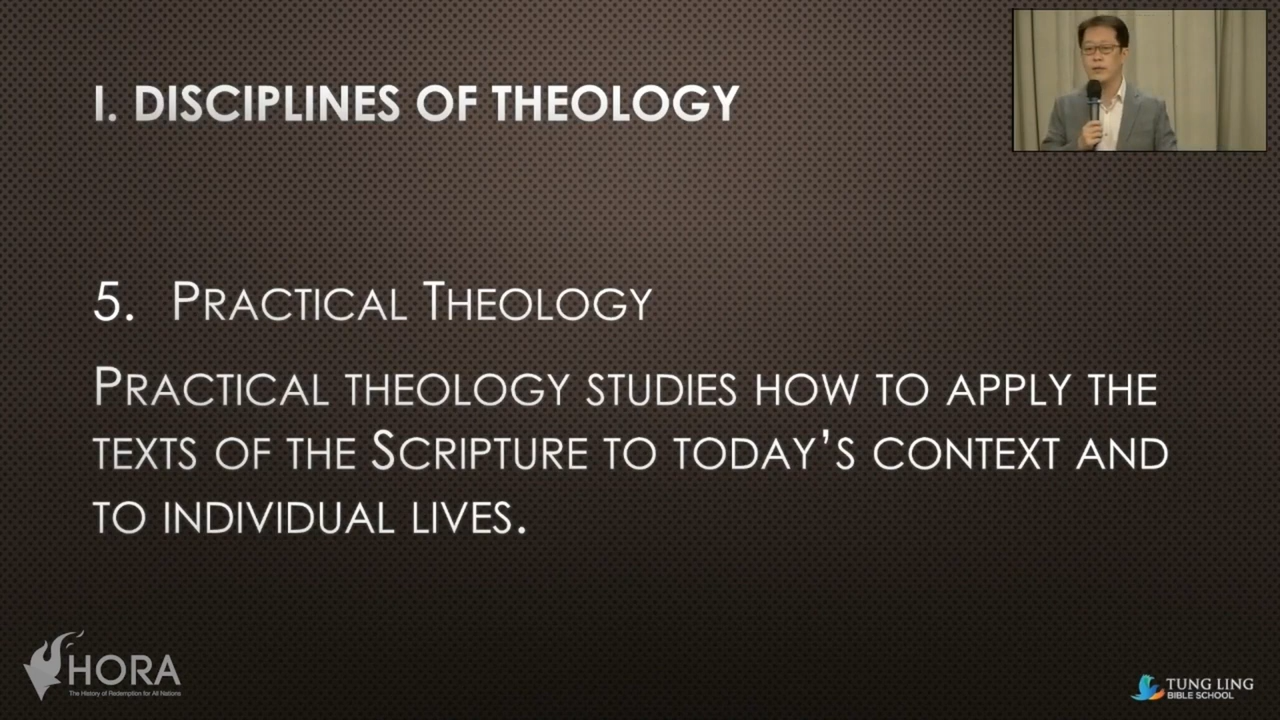 I. DISCIPLINES OF THEOLOGY
5. PRACTICAL THEOLOGY
PRACTICAL THEOLOGY STUDIES HOW TO APPLY THE
TEXTS OF THE SCRIPTURE TO TODAY’S CONTEXT AND
TO INDIVIDUAL LIVES.
HORA
The History of Redemption for All Nations
TUNG LING
BIBLE SCHOOL